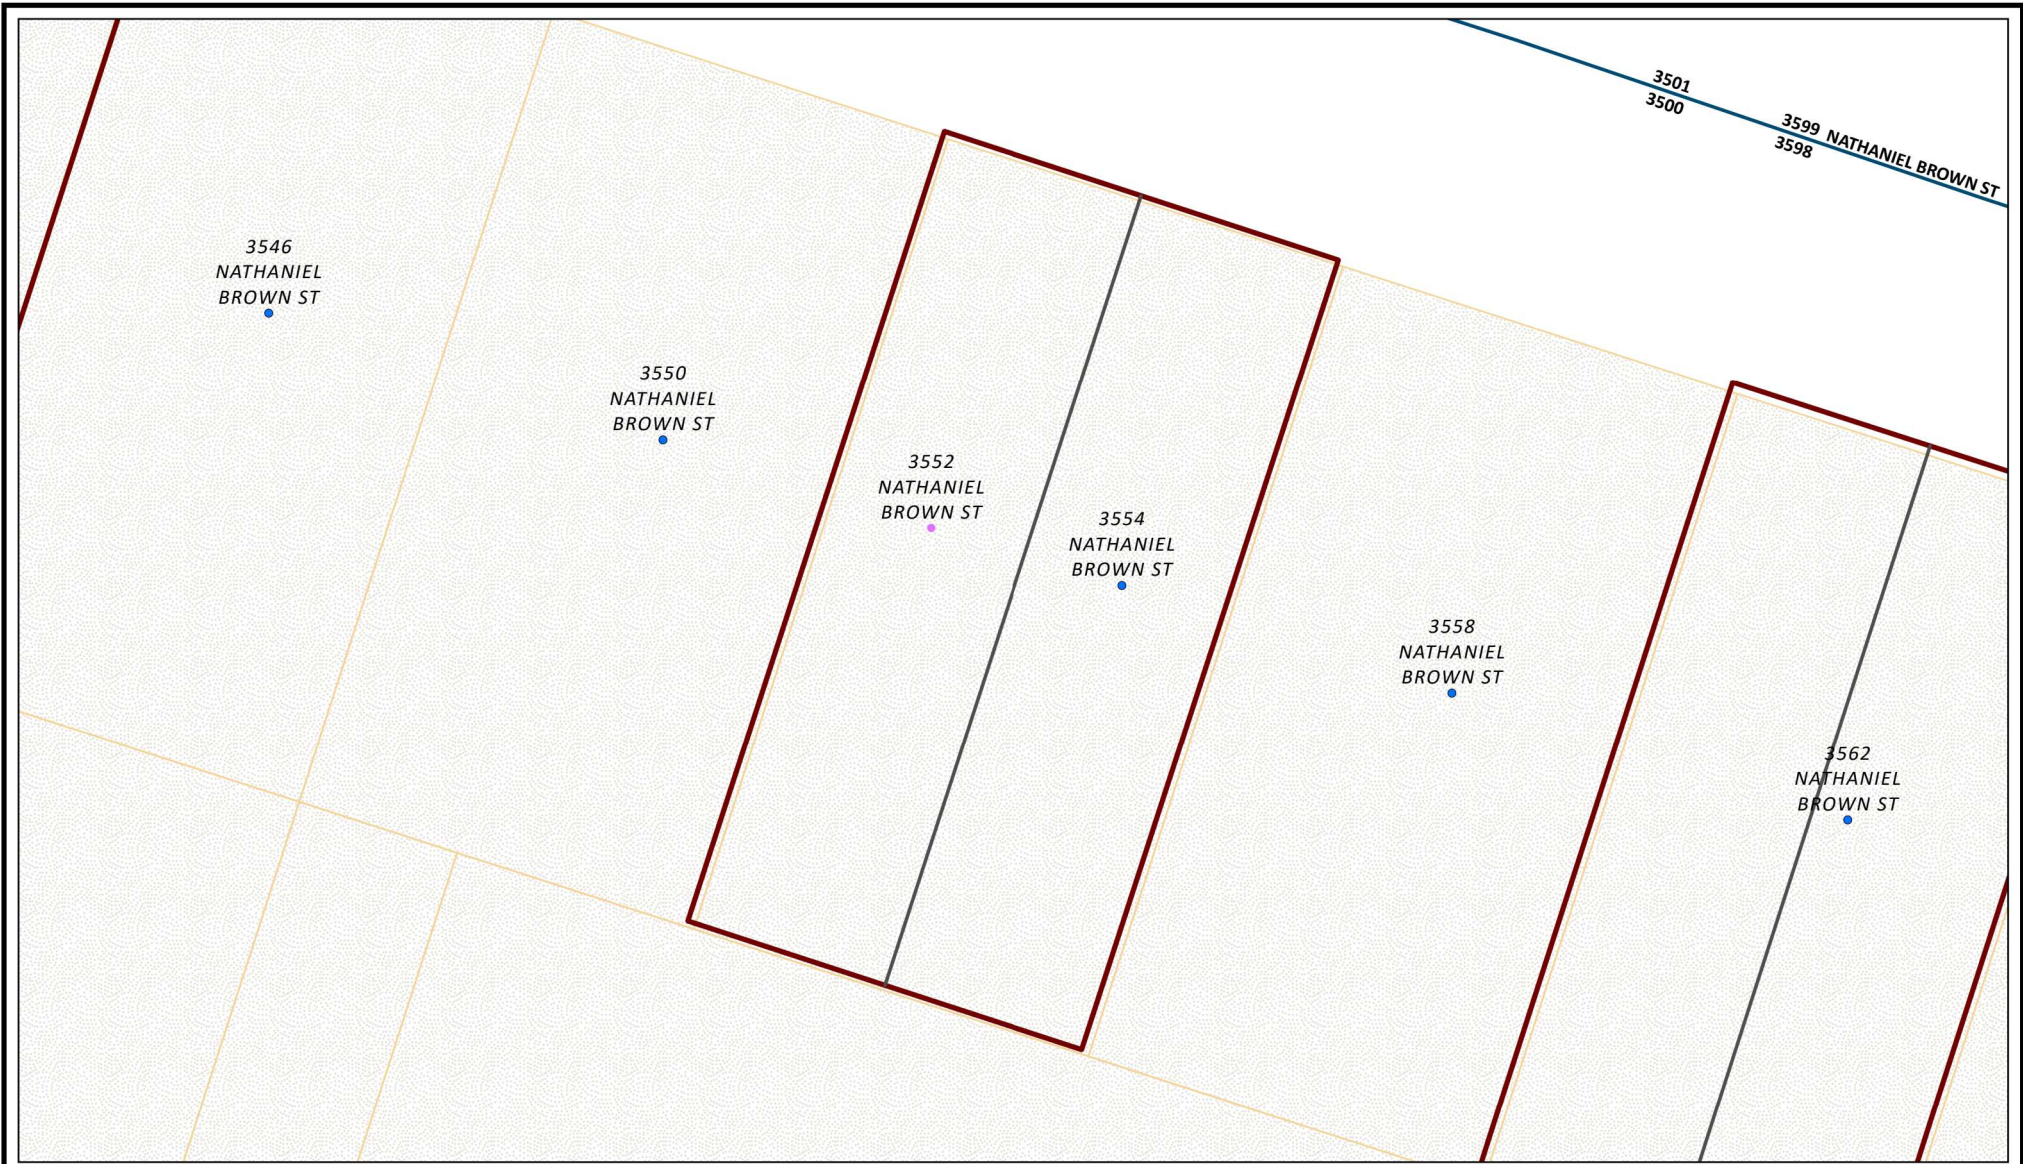 3501
3500
3599 NATHANIEL BROWN ST
3598
3546
NATHANIEL
BROWN ST
3550
NATHANIEL
BROWN ST
3552
NATHANIEL
BROWN ST
3554
NATHANIEL
BROWN ST
3558
NATHANIEL
BROWN ST
3562
NATHANIEL
BROWN ST